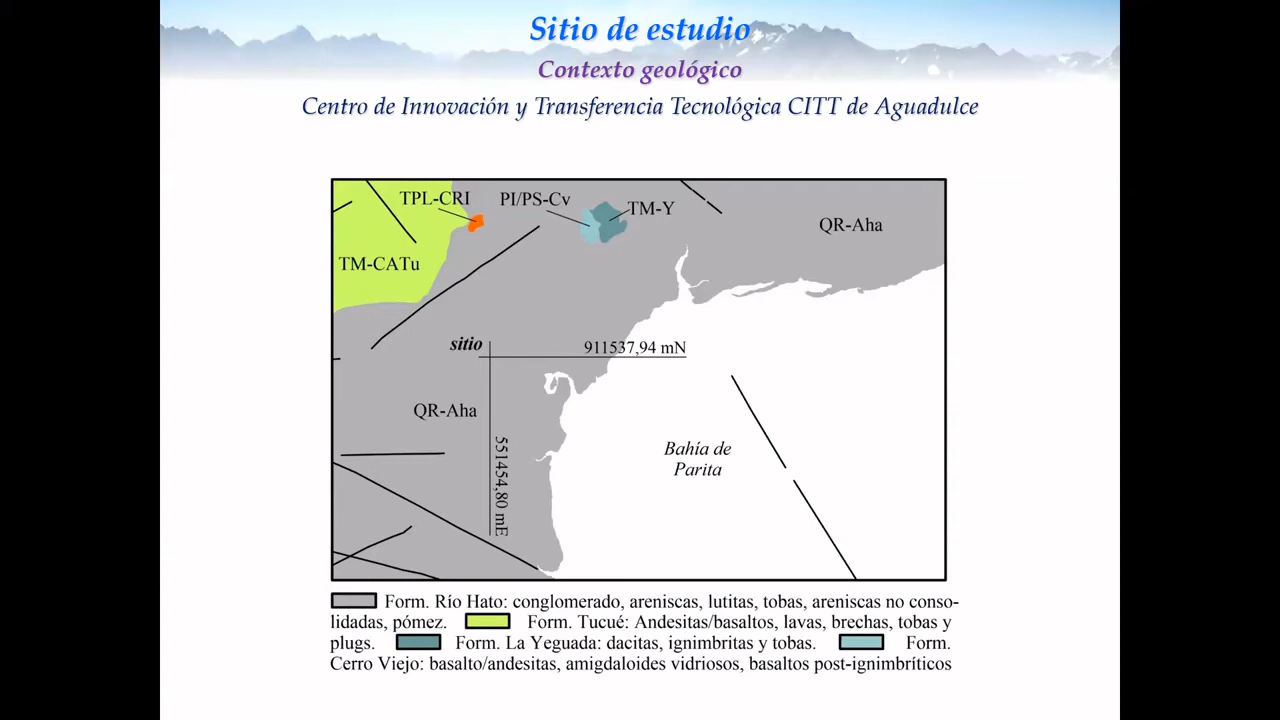 Sitio de estudio
Contexto geológico
Centro de Innovación y Transferencia Tecnológica CITT de Aguadulce
TPL-CRI
PI/PS-Cv
TM-Y
QR-Aha
TM-CATu
sitio
911537,94 mN
QR-Aha
551454,80 mE
Bahía de
Parita
Form. Río Hato: conglomerado, areniscas, lutitas, tobas, areniscas no conso-
lidadas, pómez. Form. Tucué: Andesitas/basaltos, lavas, brechas, tobas y
plugs. Form. La Yeguada: dacitas, ignimbritas y tobas. Form.
Cerro Viejo: basalto/andesitas, amigdaloides vidriosos, basaltos post-ignimbríticos